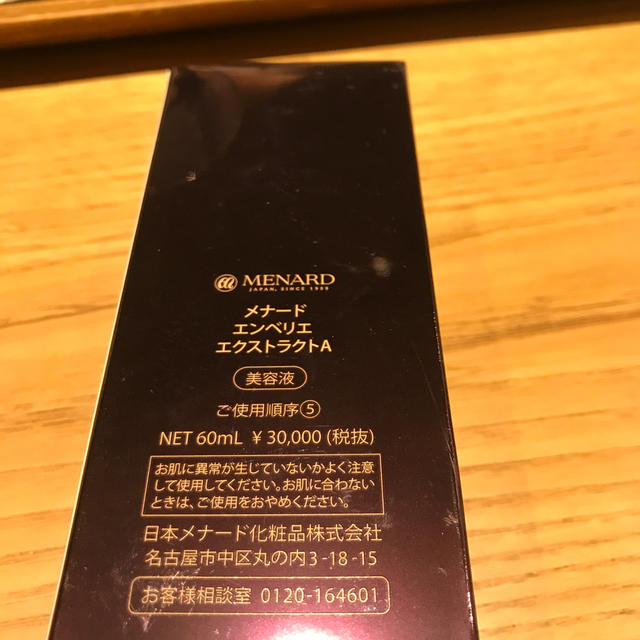 MENARD
JAPAN, SINCE 1959
メナード
エンベリエ
エクストラクトA
美容液
ご使用順序⑤
NET 60mL ¥30,000 (税抜)
お肌に異常が生じていないかよく注意
して使用してください。お肌に合わない
ときは、ご使用をおやめください。
日本メナード化粧品株式会社
名古屋市中区丸の内3-18-15
お客様相談室 0120-164601